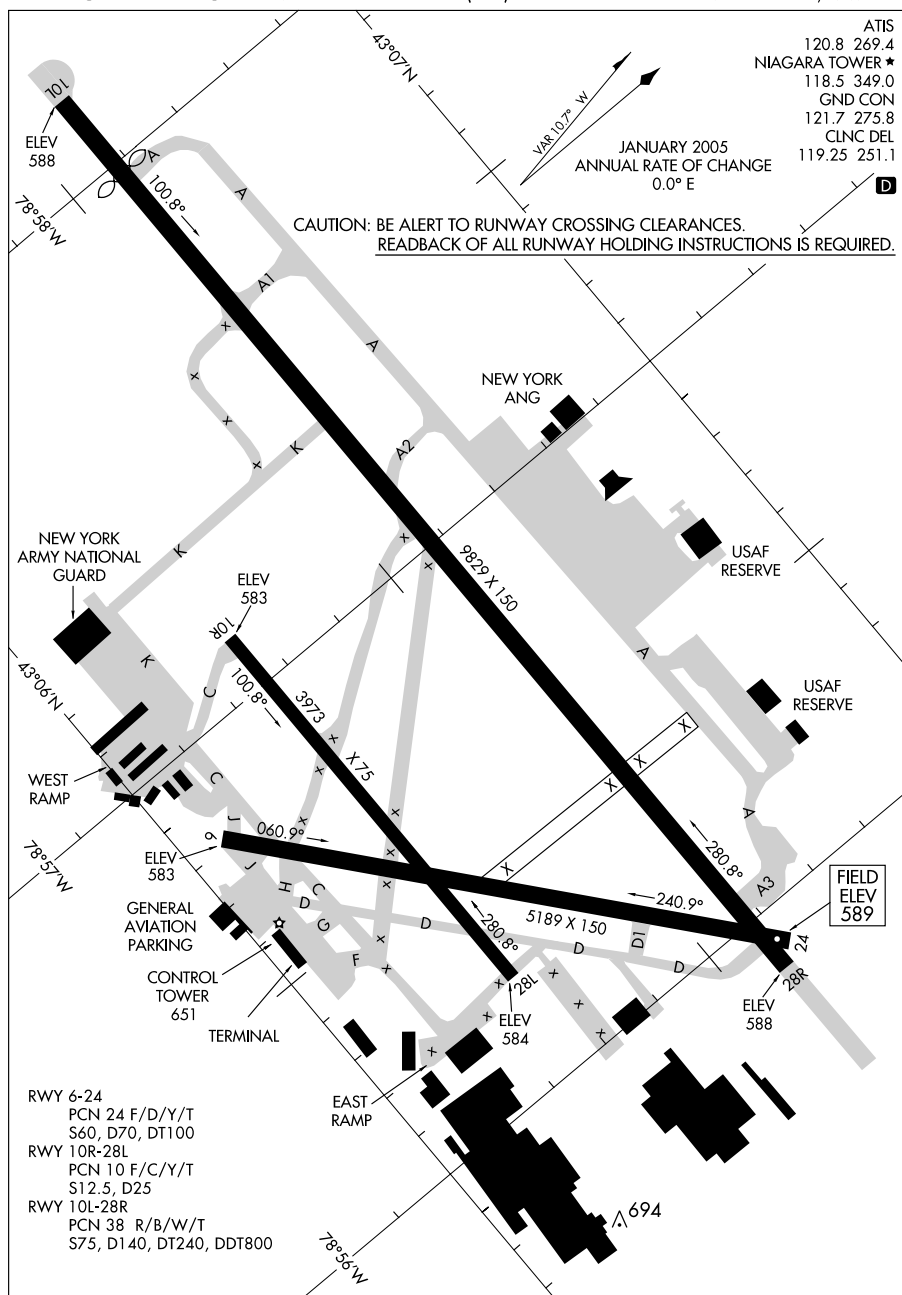 ATIS
120.8 269.4
NIAGARA TOWER ★
118.5 349.0
GND CON
121.7 275.8
CLNC DEL
119.25 251.1
D
43°07'N
VAR 10.7° W
JANUARY 2005
ANNUAL RATE OF CHANGE
0.0° E
CAUTION: BE ALERT TO RUNWAY CROSSING CLEARANCES.
READBACK OF ALL RUNWAY HOLDING INSTRUCTIONS IS REQUIRED.
10L
ELEV
588
A
A
100.8°
78°58'W
A1
A
NEW YORK
ANG
K
A2
K
9829 X 150
USAF
RESERVE
NEW YORK
ARMY NATIONAL
GUARD
ELEV
583
10R
100.8°
K
C
3973 X 75
A
43°06'N
USAF
RESERVE
WEST
RAMP
C
J
X
X
X
A
78°57'W
6
060.9°
280.8°
ELEV
583
J
X
A3
FIELD
ELEV
589
H
C
D
G
240.9°
5189 X 150
GENERAL
AVIATION
PARKING
D
D1
24
F
280.8°
D
D
CONTROL
TOWER
651
28L
28R
TERMINAL
ELEV
584
ELEV
588
EAST
RAMP
RWY 6-24
PCN 24 F/D/Y/T
S60, D70, DT100
RWY 10R-28L
PCN 10 F/C/Y/T
S12.5, D25
RWY 10L-28R
PCN 38 R/B/W/T
S75, D140, DT240, DDT800
694
78°56'W